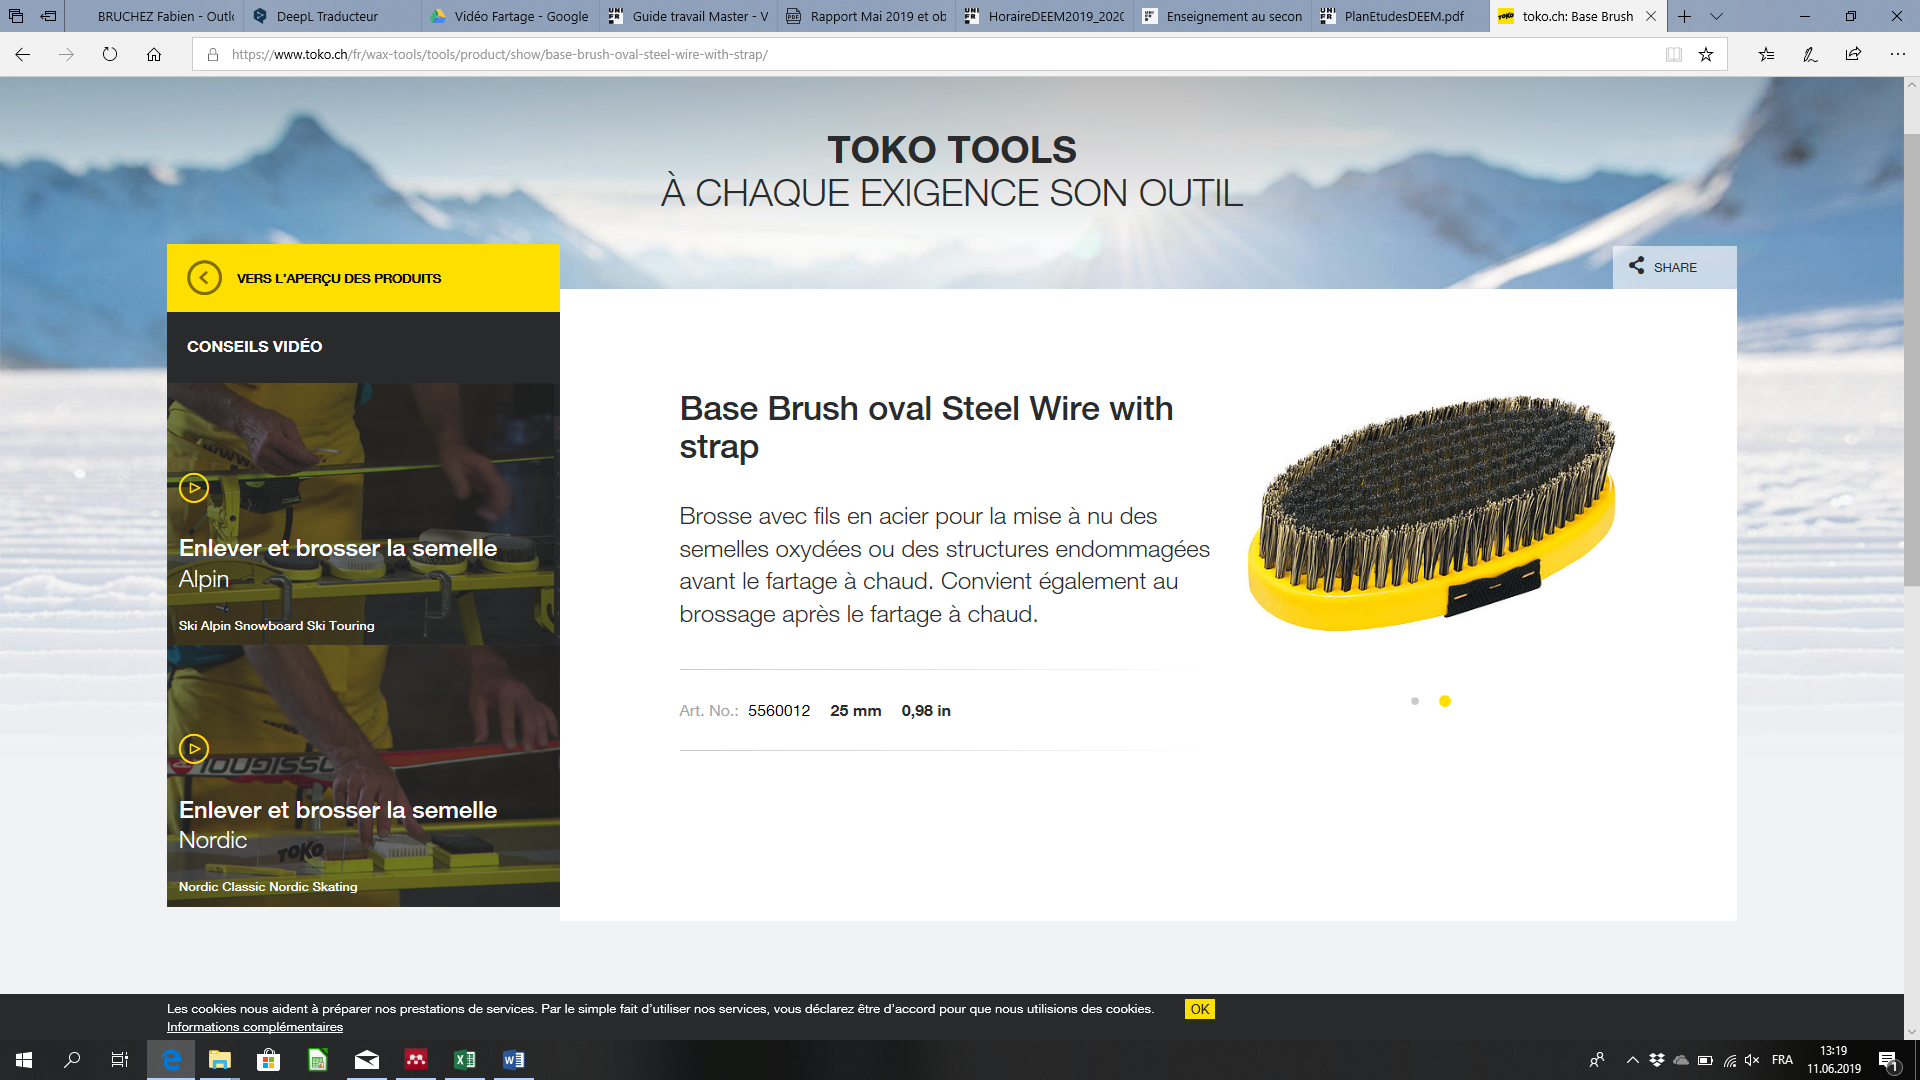 BRUCHEZ Fabien - Outlo
DeepL Traducteur
Vidéo Fartage - Google
Guide travail Master - V
Rapport Mai 2019 et ob
HoraireDEEM2019_2020
Enseignement au secon
PlanEtudesDEEM.pdf
toko.ch: Base Brush
https://www.toko.ch/fr/wax-tools/tools/product/show/base-brush-oval-steel-wire-with-strap/
TOKO TOOLS
À CHAQUE EXIGENCE SON OUTIL
SHARE
VERS L'APERÇU DES PRODUITS
CONSEILS VIDÉO
Enlever et brosser la semelle
Alpin
Ski Alpin Snowboard Ski Touring
Enlever et brosser la semelle
Nordic
TOKO
Nordic Classic Nordic Skating
Base Brush oval Steel Wire with
strap
Brosse avec fils en acier pour la mise à nu des
semelles oxydées ou des structures endommagées
avant le fartage à chaud. Convient également au
brossage après le fartage à chaud.
Art. No.: 5560012 25 mm 0,98 in
Les cookies nous aident à préparer nos prestations de services. Par le simple fait d'utiliser nos services, vous déclarez être d'accord pour que nous utilisions des cookies.
OK
Informations complémentaires
FRA
13:19
11.06.2019
1